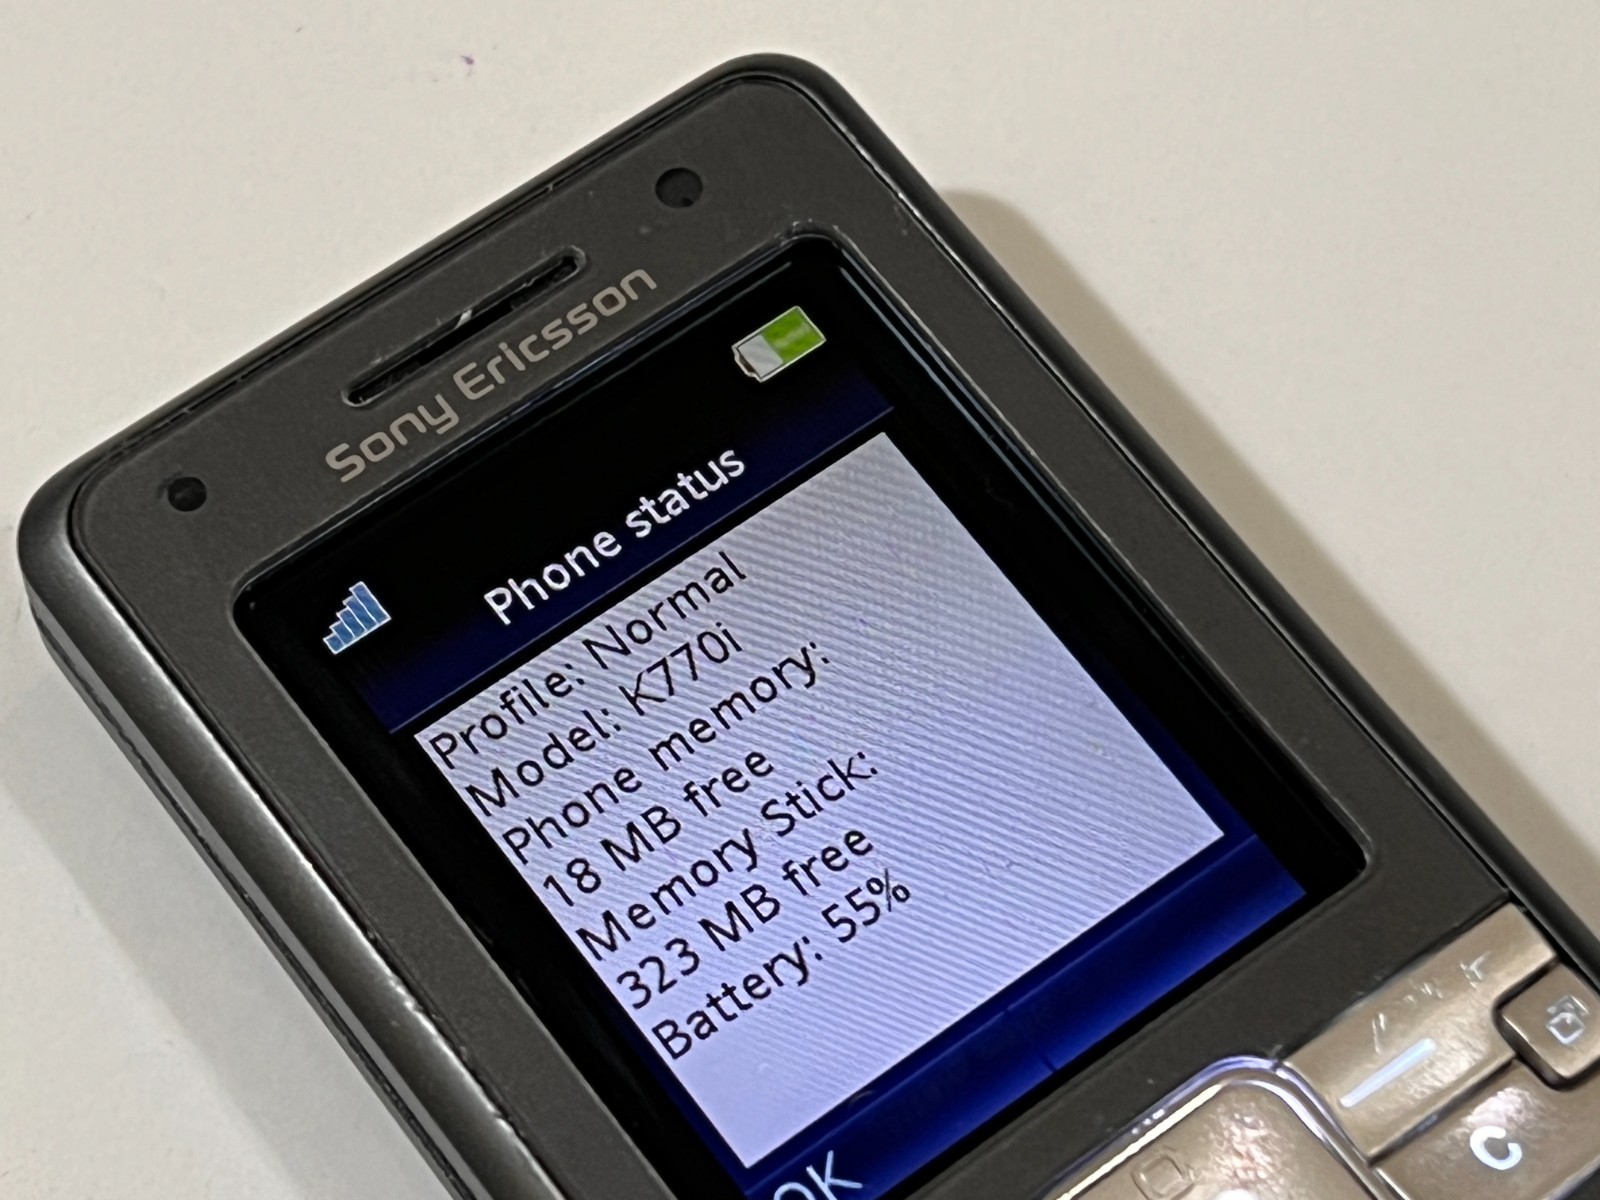 Sony Ericsson
Phone status
Profile: Normal
Model: K770i
Phone memory:
18 MB free
Memory Stick:
323 MB free
Battery: 55%
OK
C